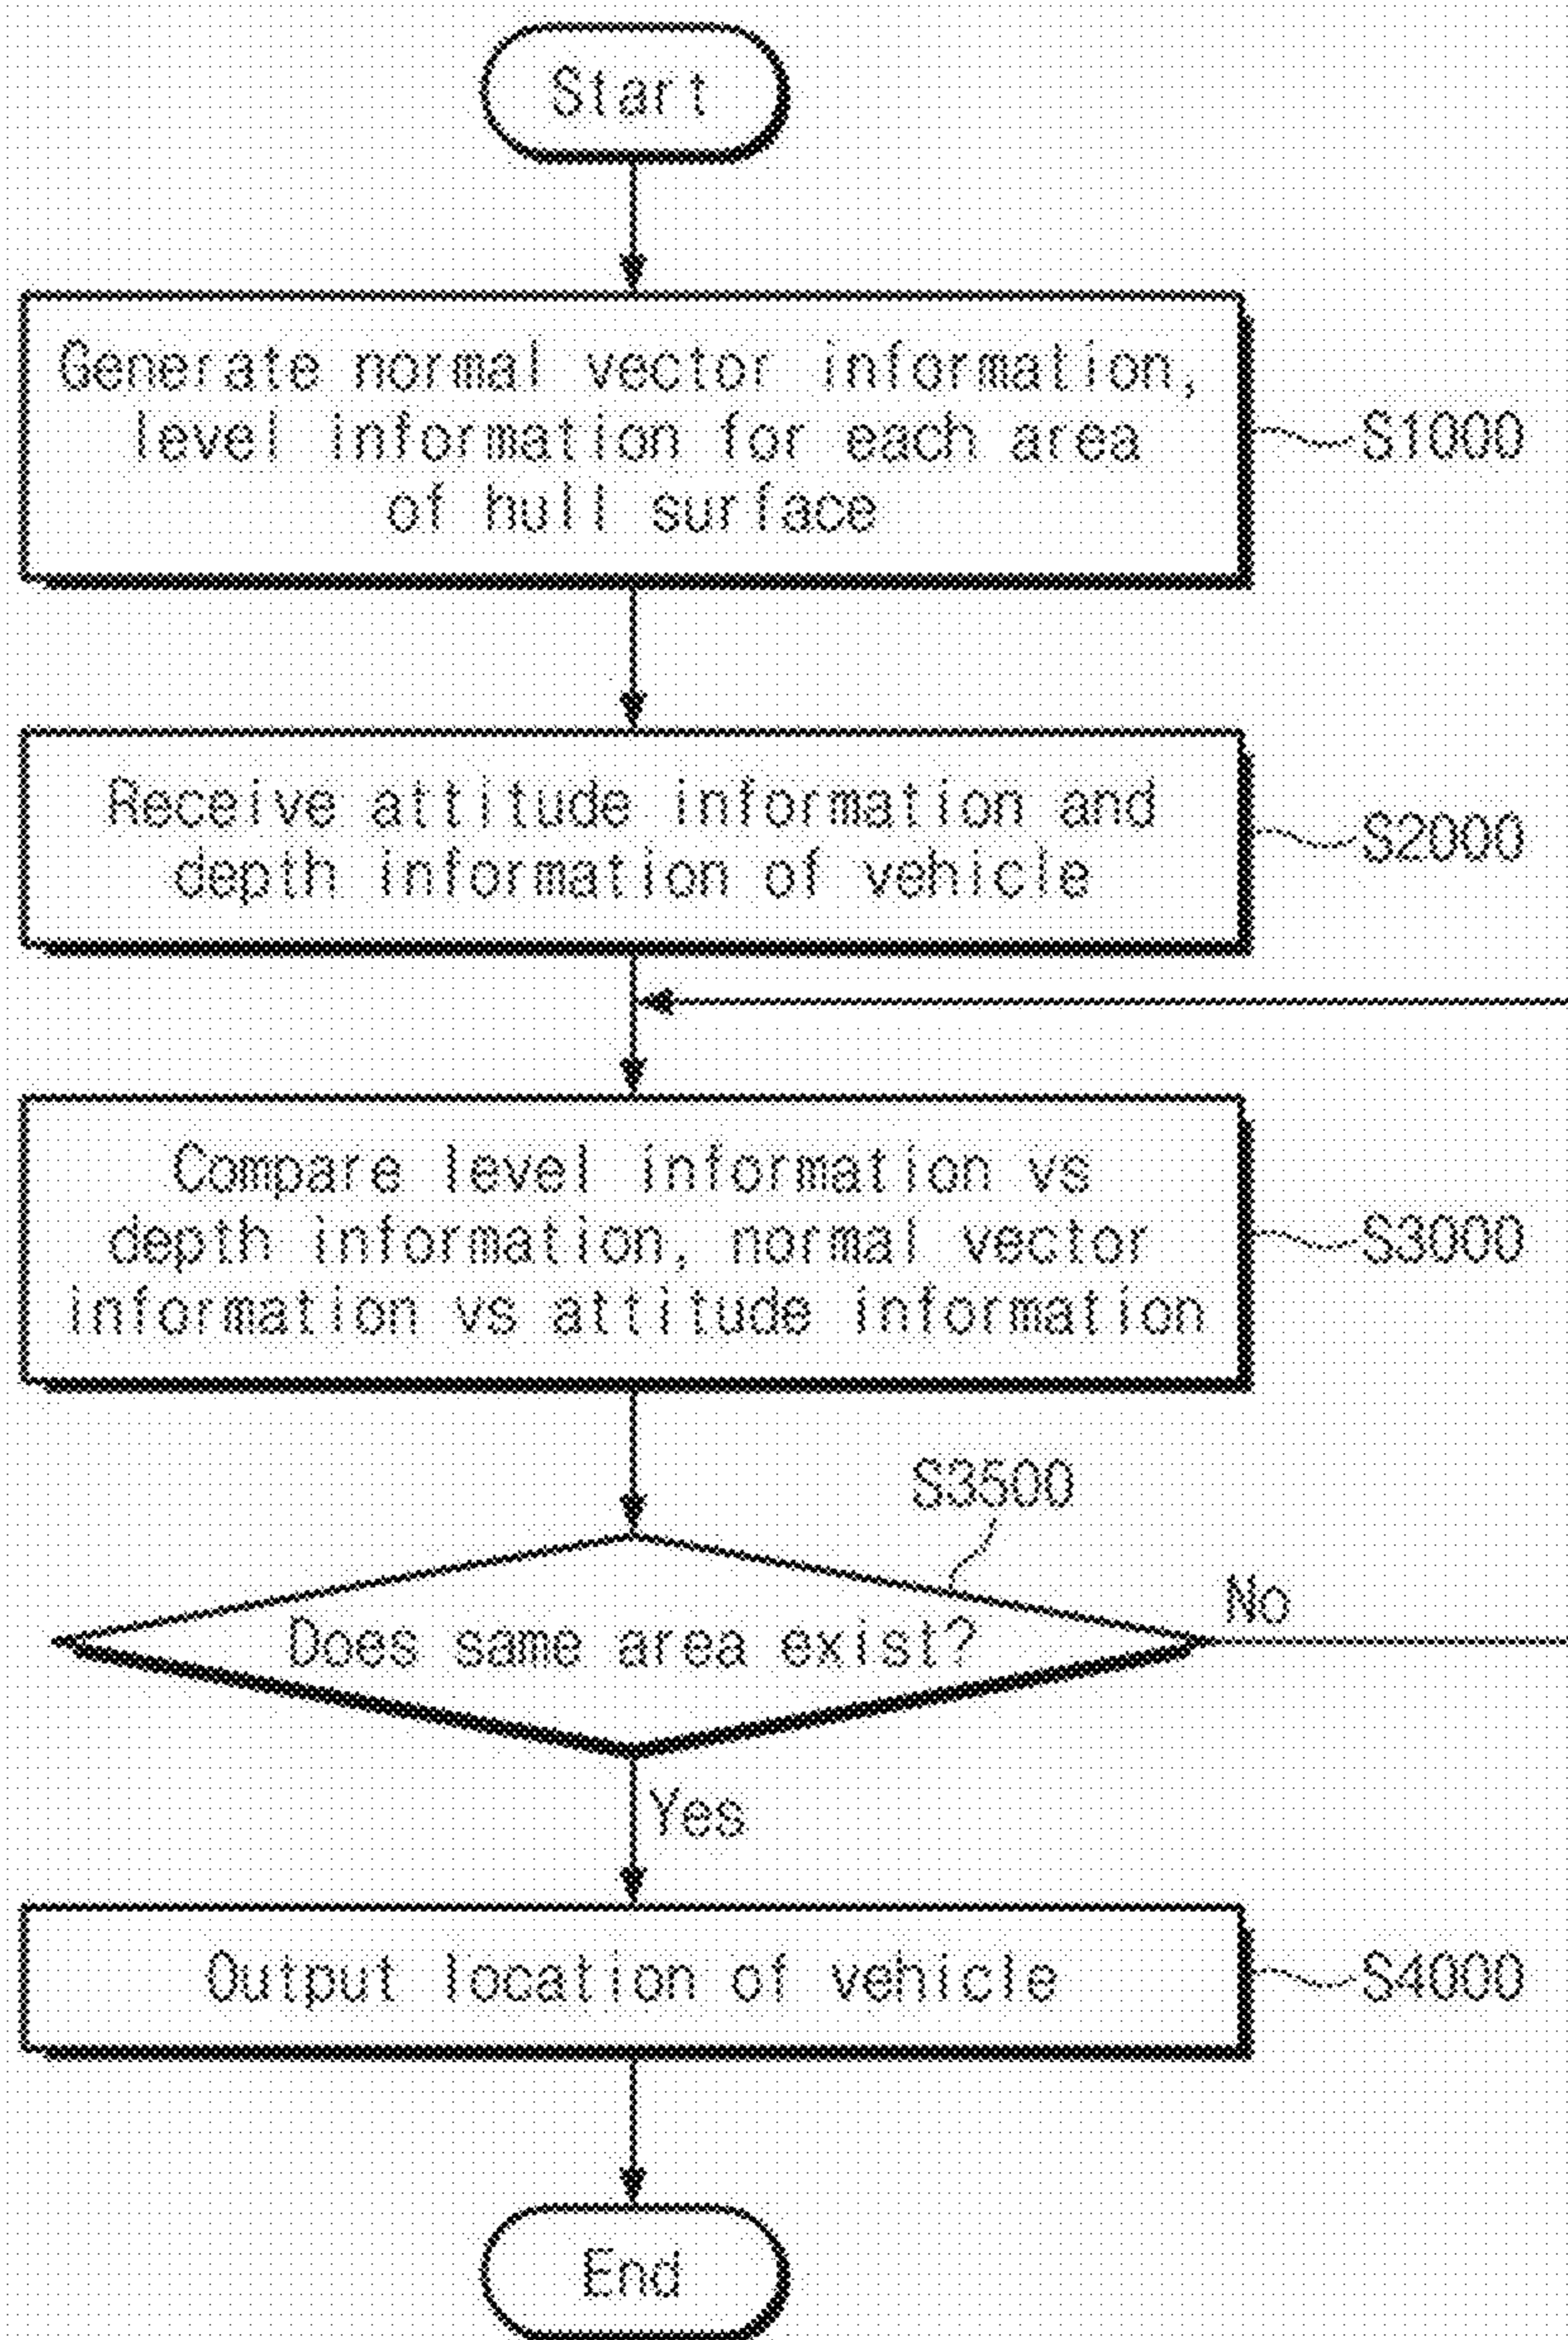 Start
Generate normal vector information,
level information for each area
of hull surface
S1000
Receive attitude information and
depth information of vehicle
S2000
Compare level information vs
depth information, normal vector
information vs attitude information
S3000
S3500
Does same area exist?
No
Yes
Output location of vehicle
S4000
End